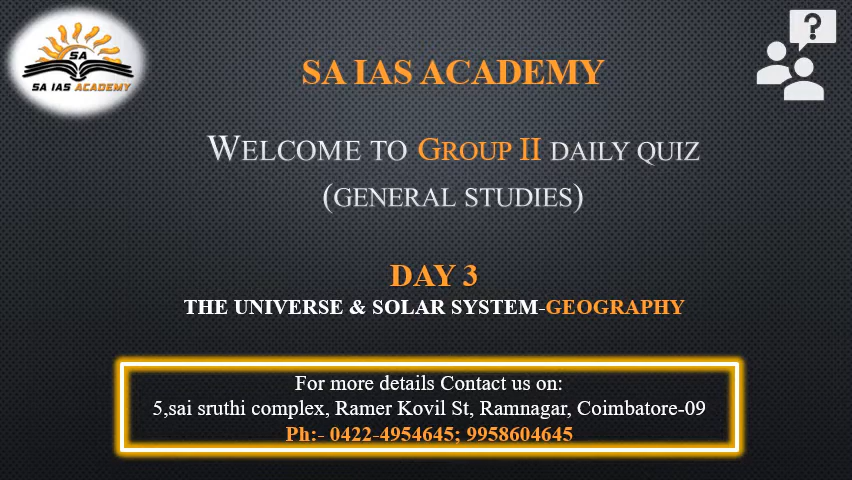 SA
SA IAS ACADEMY
SA IAS ACADEMY
?
WELCOME TO GROUP II DAILY QUIZ
(GENERAL STUDIES)
DAY 3
THE UNIVERSE & SOLAR SYSTEM-GEOGRAPHY
For more details Contact us on:
5,sai sruthi complex, Ramer Kovil St, Ramnagar, Coimbatore-09
Ph:- 0422-4954645; 9958604645